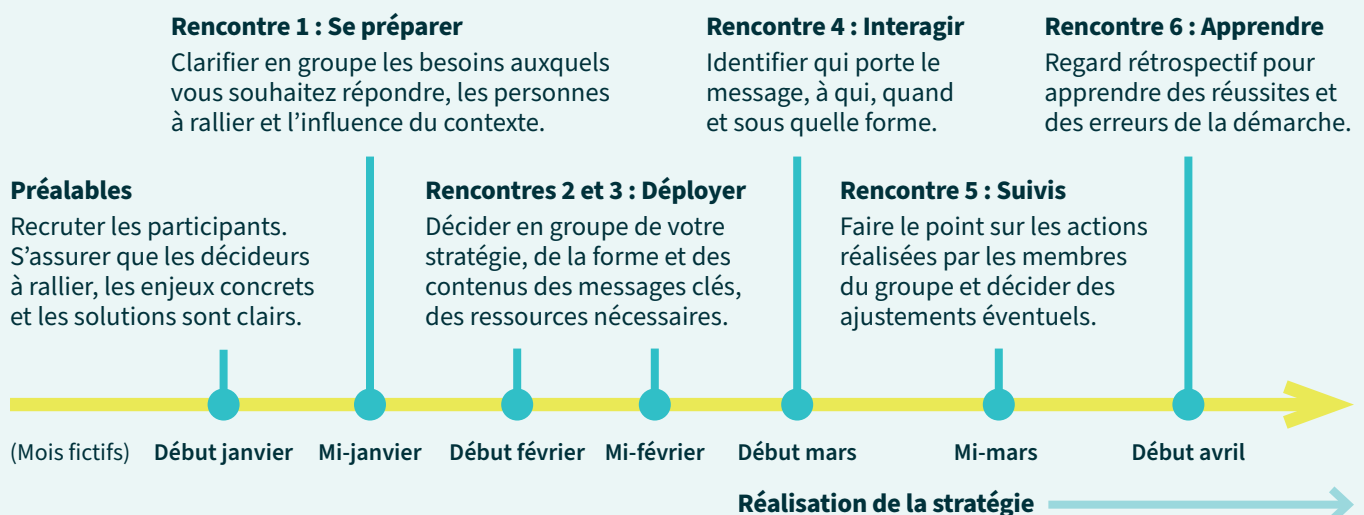 Rencontre 1 : Se préparer
Clarifier en groupe les besoins auxquels
vous souhaitez répondre, les personnes
à rallier et l’influence du contexte.
Rencontre 4 : Interagir
Identifier qui porte le
message, à qui, quand
et sous quelle forme.
Rencontre 6 : Apprendre
Regard rétrospectif pour
apprendre des réussites et
des erreurs de la démarche.
Préalables
Recruter les participants.
S’assurer que les décideurs
à rallier, les enjeux concrets
et les solutions sont clairs.
Rencontres 2 et 3 : Déployer
Décider en groupe de votre
stratégie, de la forme et des
contenus des messages clés,
des ressources nécessaires.
Rencontre 5 : Suivis
Faire le point sur les actions
réalisées par les membres
du groupe et décider des
ajustements éventuels.
(Mois fictifs) Début janvier Mi-janvier Début février Mi-février Début mars Mi-mars Début avril
Réalisation de la stratégie